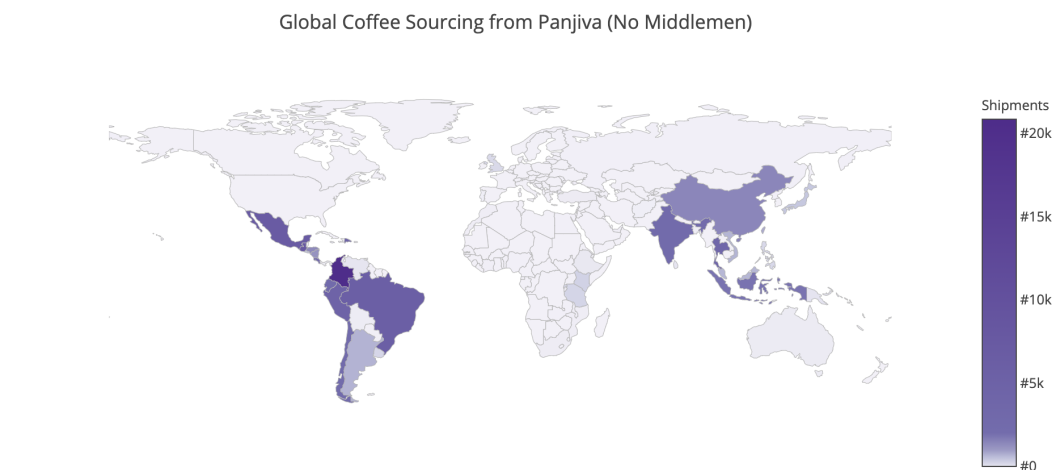 Global Coffee Sourcing from Panjiva (No Middlemen)
Shipments
#20k
#15k
#10k
#5k
#0